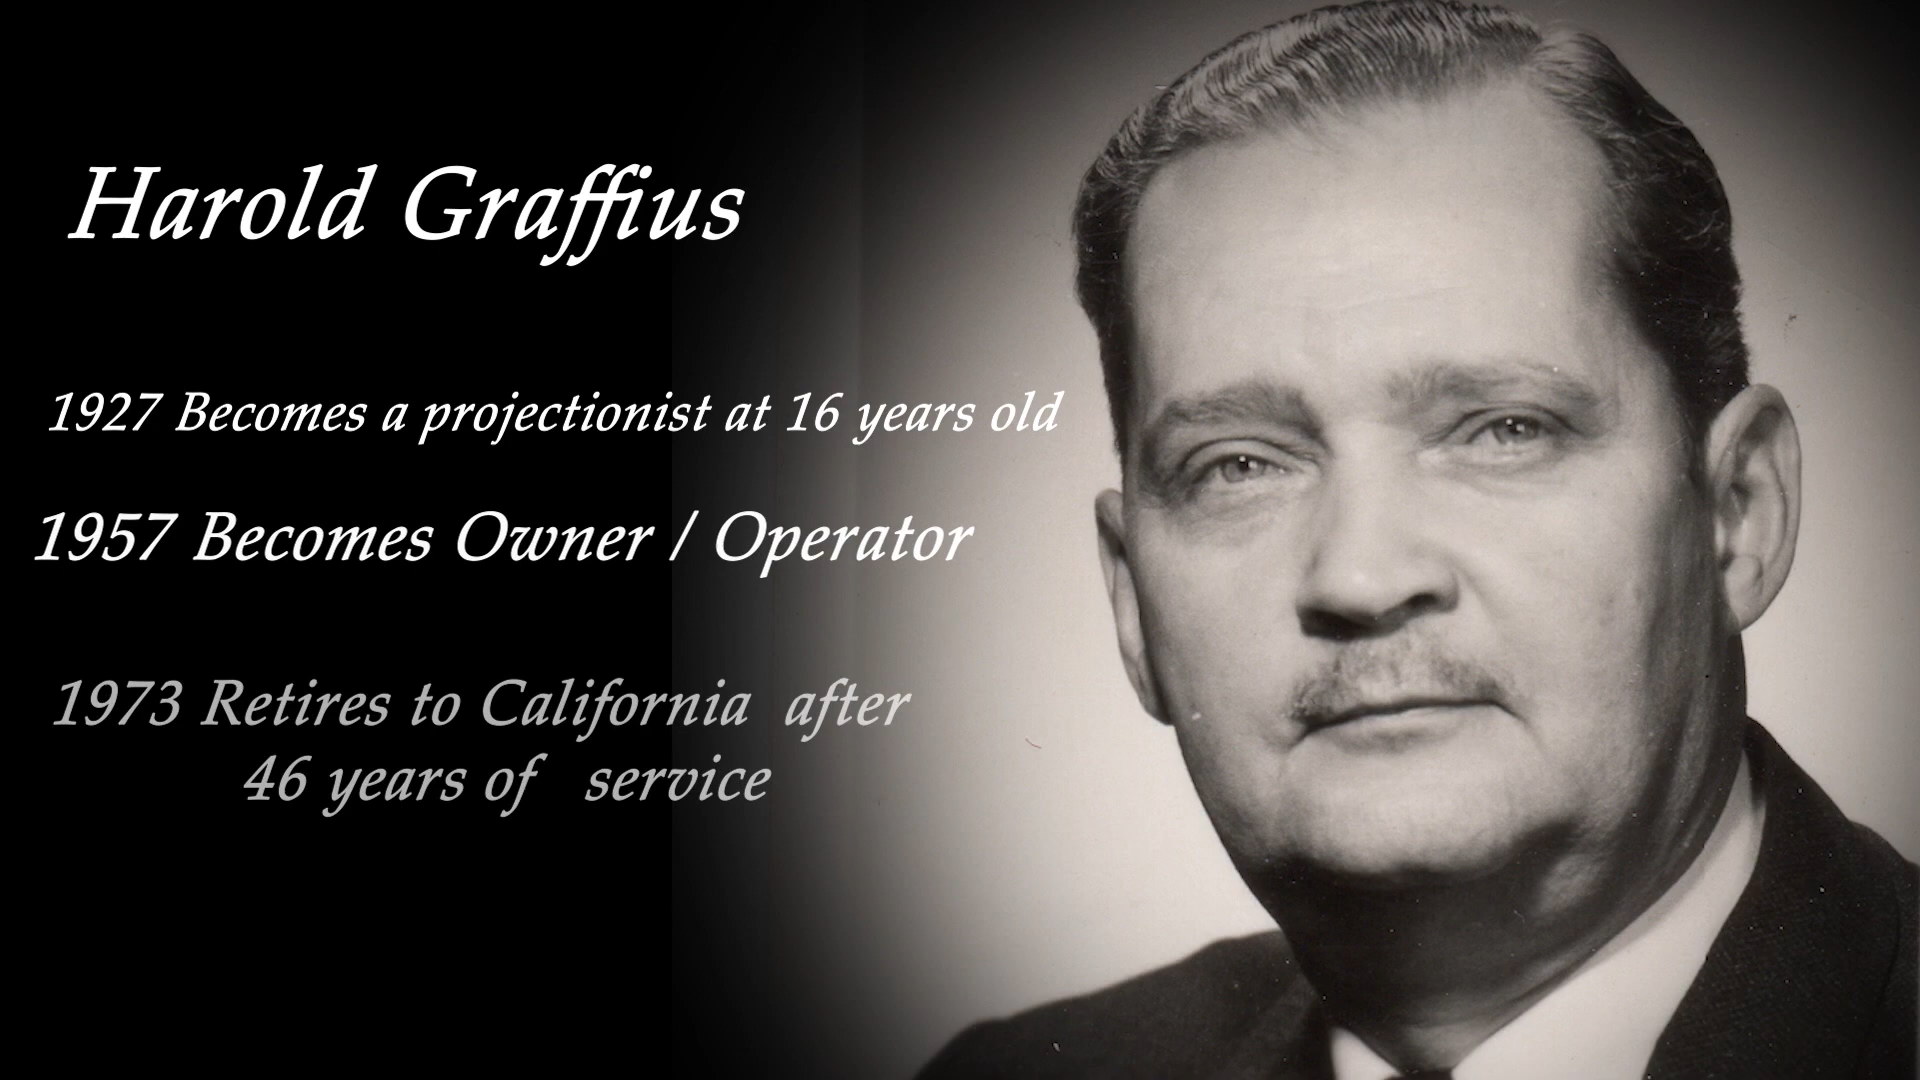 Harold Graffius
1927 Becomes a projectionist at 16 years old
1957 Becomes Owner / Operator
1973 Retires to California after
46 years of service